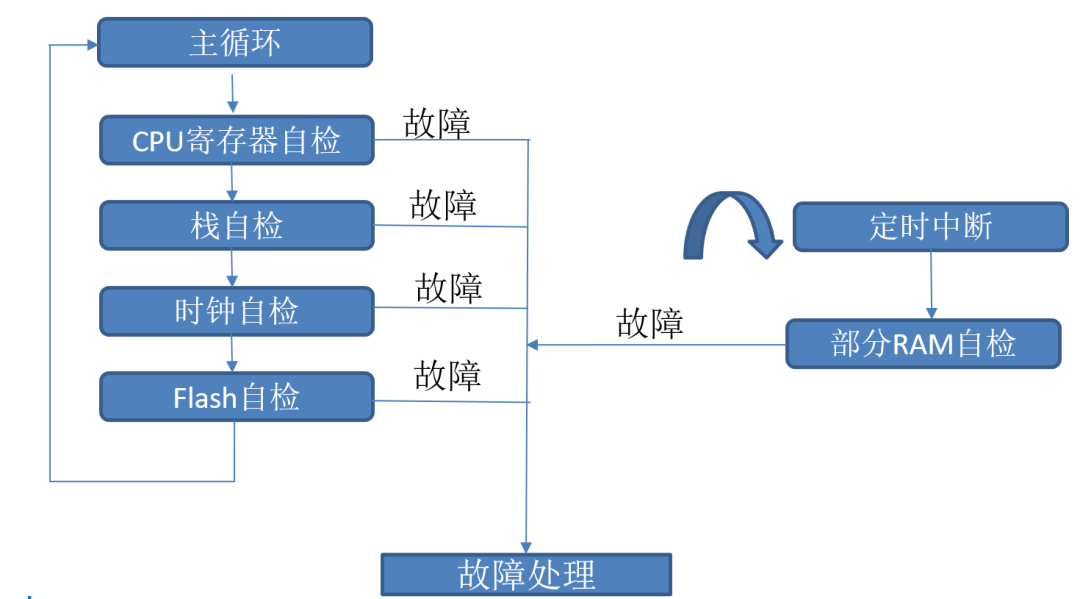 主循环
CPU寄存器自检
故障
栈自检
故障
定时中断
时钟自检
故障
故障
部分RAM自检
Flash自检
故障
故障处理